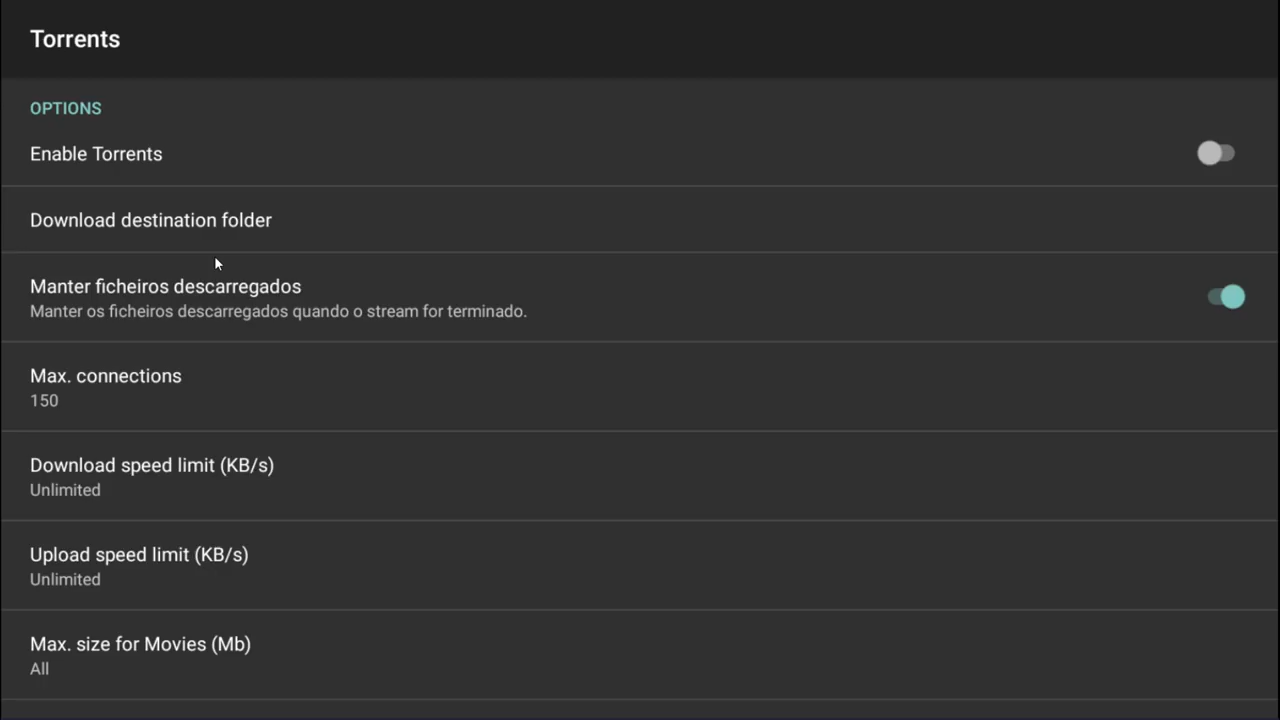 Torrents
OPTIONS
Enable Torrents
Download destination folder
Manter ficheiros descarregados
Manter os ficheiros descarregados quando o stream for terminado.
Max. connections
150
Download speed limit (KB/s)
Unlimited
Upload speed limit (KB/s)
Unlimited
Max. size for Movies (Mb)
All